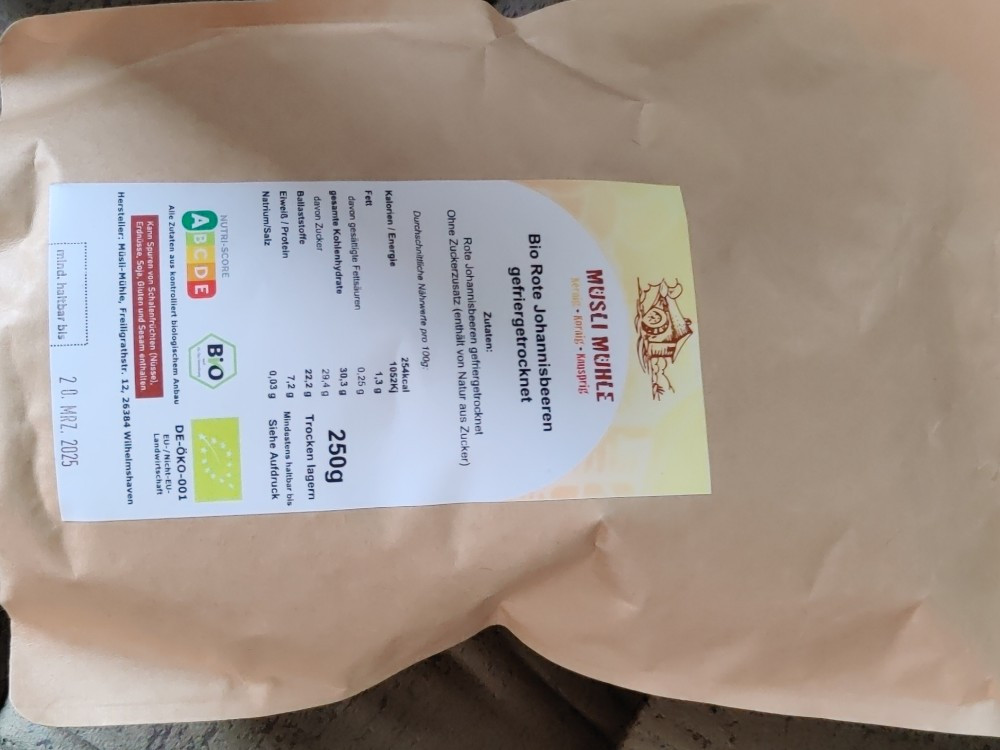 MÜSLI MÜHLE
kernig • Körnig • Knusprig
Bio Rote Johannisbeeren
gefriergetrocknet
Zutaten:
Rote Johannisbeeren gefriergetrocknet
Ohne Zuckerzusatz (enthält von Natur aus Zucker)
Durchschnittliche Nährwerte pro 100g:
Kalorien / Energie 254kcal
1052Kj
Fett 1,3 g
davon gesättigte Fettsäuren 0,25 g
gesamte Kohlenhydrate 30,3 g
davon Zucker 29,4 g
Ballaststoffe 22,2 g
Eiweiß / Protein 7,2 g
Natrium/Salz 0,03 g
250g
Trocken lagern
Mindestens haltbar bis
Siehe Aufdruck
NUTRI-SCORE
A B C D E
BiO
DE-ÖKO-001
EU-/Nicht-EU-
Landwirtschaft
Alle Zutaten aus kontrolliert biologischem Anbau
Kann Spuren von Schalenfrüchten (Nüsse),
Erdnüsse, Soja, Gluten und Sesam enthalten
Hersteller: Müsli-Mühle, Freiligrathstr. 12, 26384 Wilhelmshaven
mind. haltbar bis
20. MRZ. 2025